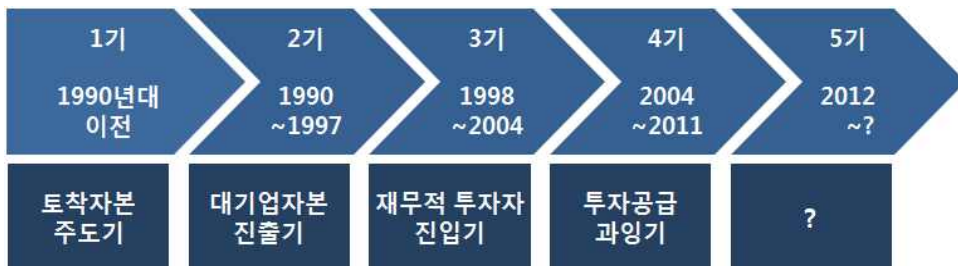 1기
1990년대
이전
2기
1990
~1997
3기
1998
~2004
4기
2004
~2011
5기
2012
~?
토착자본
주도기
대기업자본
진출기
재무적 투자자
진입기
투자공급
과잉기
?